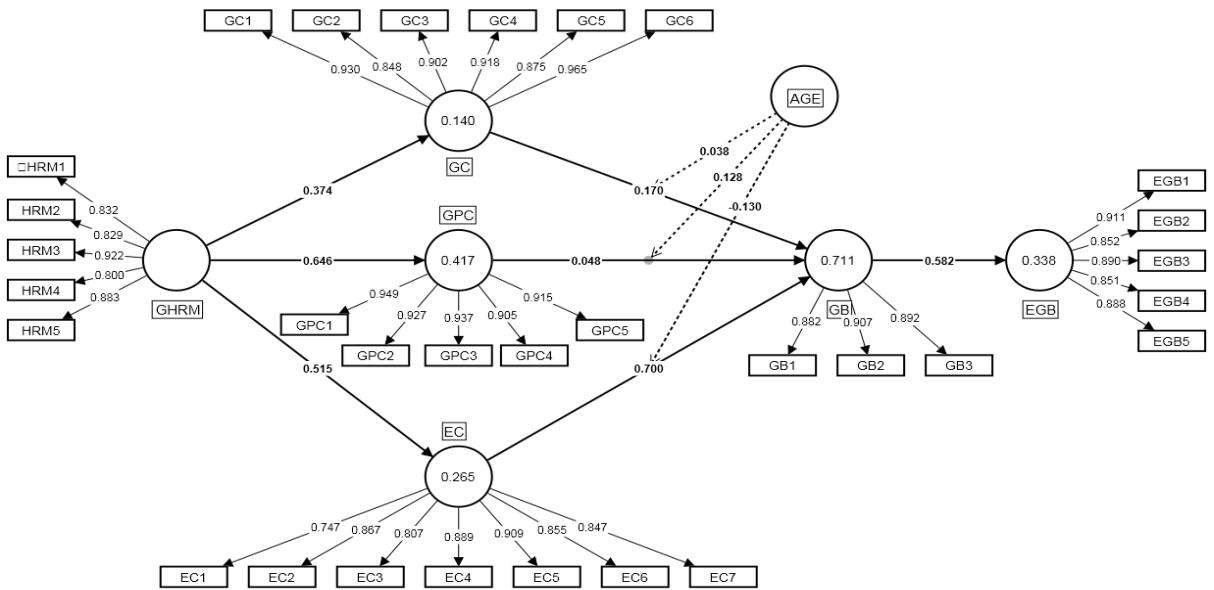 GC1 GC2 GC3 GC4 GC5 GC6
0.930 0.848 0.902 0.918 0.875 0.965
AGE
0.140
GC
0.038
0.128
-0.130
□HRM1
HRM2
HRM3
HRM4
HRM5
0.832
0.829
0.922
0.800
0.883
GHRM
0.374
0.646
0.515
GPC
0.417
0.170
0.048
0.700
0.949 0.927 0.937 0.905 0.915
GPC1 GPC2 GPC3 GPC4 GPC5
0.711
GB
0.882 0.907 0.892
GB1 GB2 GB3
0.582
0.338
EGB
0.911
0.852
0.890
0.851
0.888
EGB1
EGB2
EGB3
EGB4
EGB5
EC
0.265
0.747 0.867 0.807 0.889 0.909 0.855 0.847
EC1 EC2 EC3 EC4 EC5 EC6 EC7